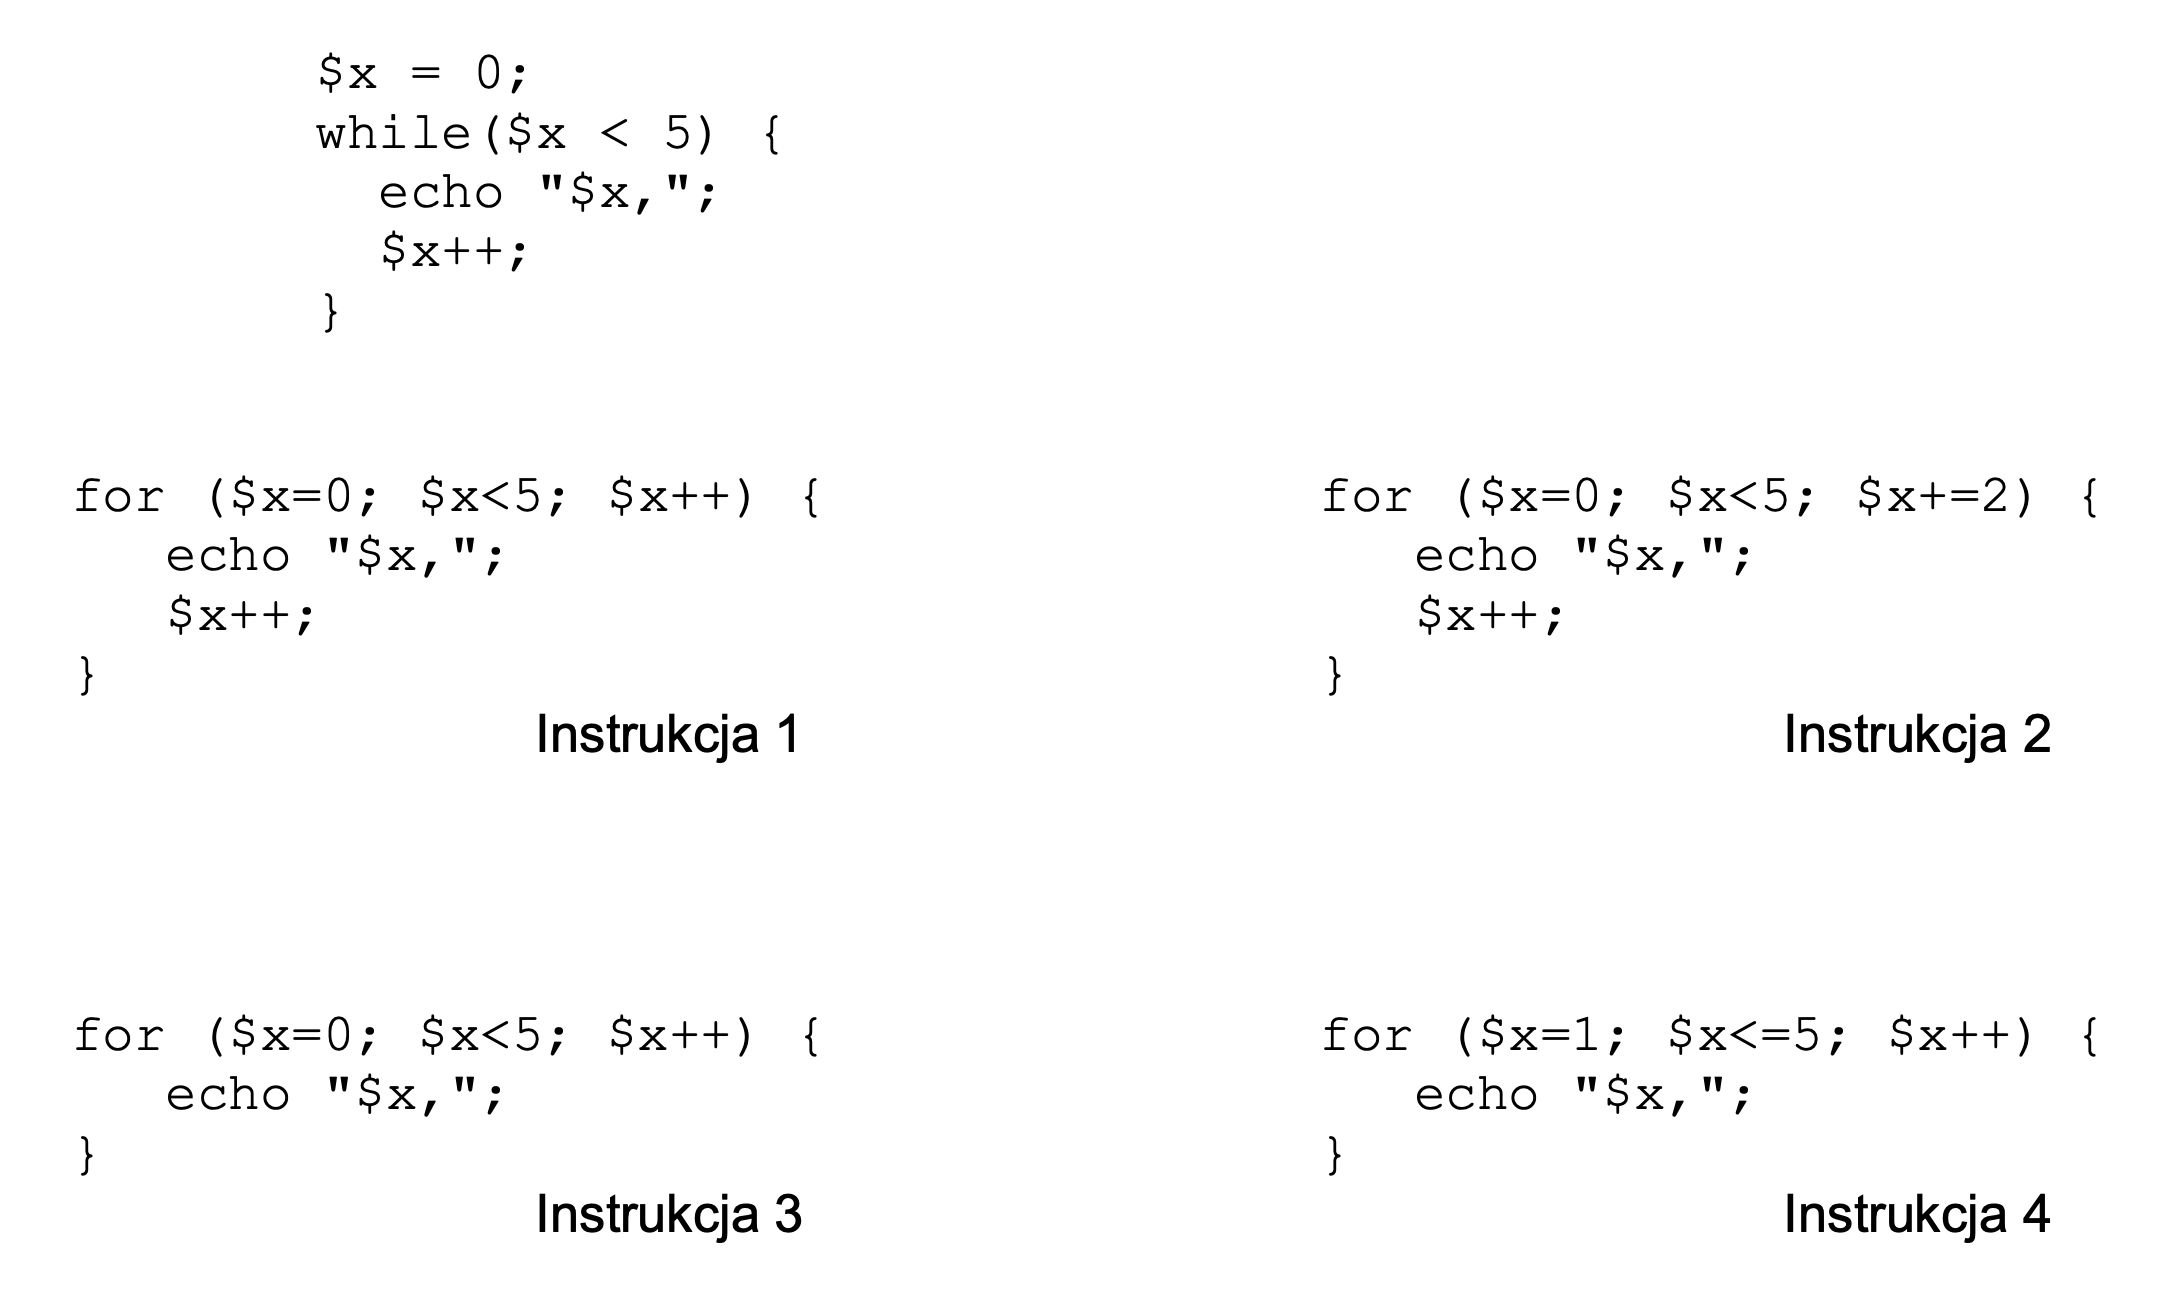 $x = 0;
while($x < 5) {
  echo "$x,";
  $x++;
}
for ($x=0; $x<5; $x++) {
   echo "$x,";
   $x++;
}
Instrukcja 1
for ($x=0; $x<5; $x+=2) {
   echo "$x,";
   $x++;
}
Instrukcja 2
for ($x=0; $x<5; $x++) {
   echo "$x,";
}
Instrukcja 3
for ($x=1; $x<=5; $x++) {
   echo "$x,";
}
Instrukcja 4